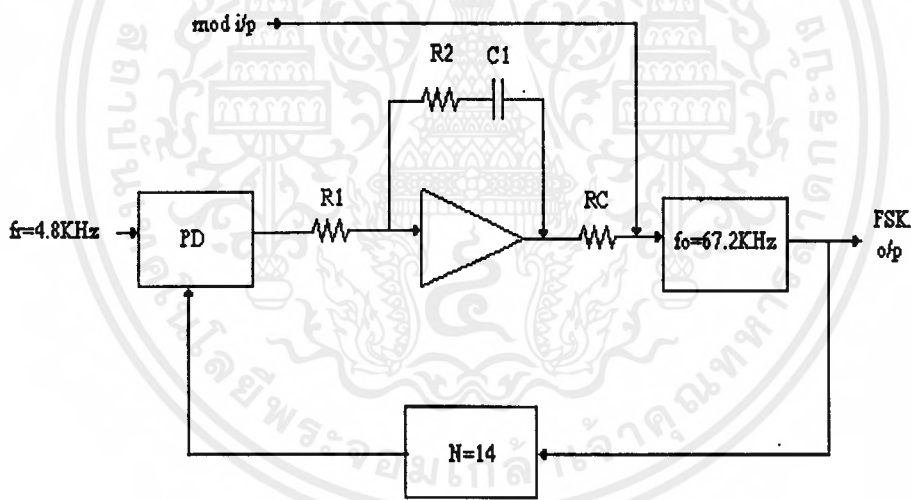 mod i/p
R2
C1
R1
RC
fr=4.8KHz
PD
fo=67.2KHz
FSK
o/p
N=14